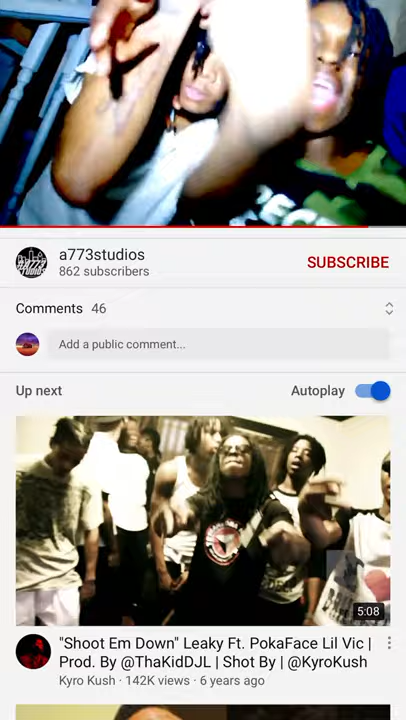 a773studios
862 subscribers
SUBSCRIBE
Comments 46
Add a public comment...
Up next
Autoplay
5:08
"Shoot Em Down" Leaky Ft. PokaFace Lil Vic |
Prod. By @ThaKidDJL | Shot By | @KyroKush
Kyro Kush · 142K views · 6 years ago